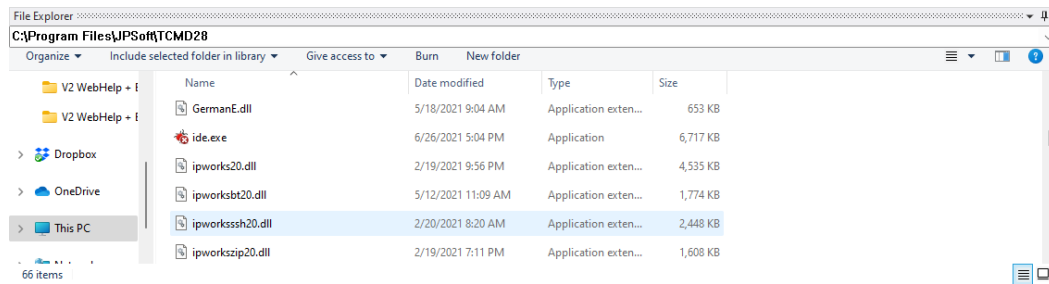 File Explorer
C:\Program Files\JPSoft\TCMD28
Organize Include selected folder in library Give access to Burn New folder
Name Date modified Type Size
V2 WebHelp + E
GermanE.dll 5/18/2021 9:04 AM Application exten... 653 KB
V2 WebHelp + E
ide.exe 6/26/2021 5:04 PM Application 6,717 KB
Dropbox
ipworks20.dll 2/19/2021 9:56 PM Application exten... 4,535 KB
OneDrive
ipworksbt20.dll 5/12/2021 11:09 AM Application exten... 1,774 KB
This PC
ipworksssh20.dll 2/20/2021 8:20 AM Application exten... 2,448 KB
ipworkszip20.dll 2/19/2021 7:11 PM Application exten... 1,608 KB
66 items